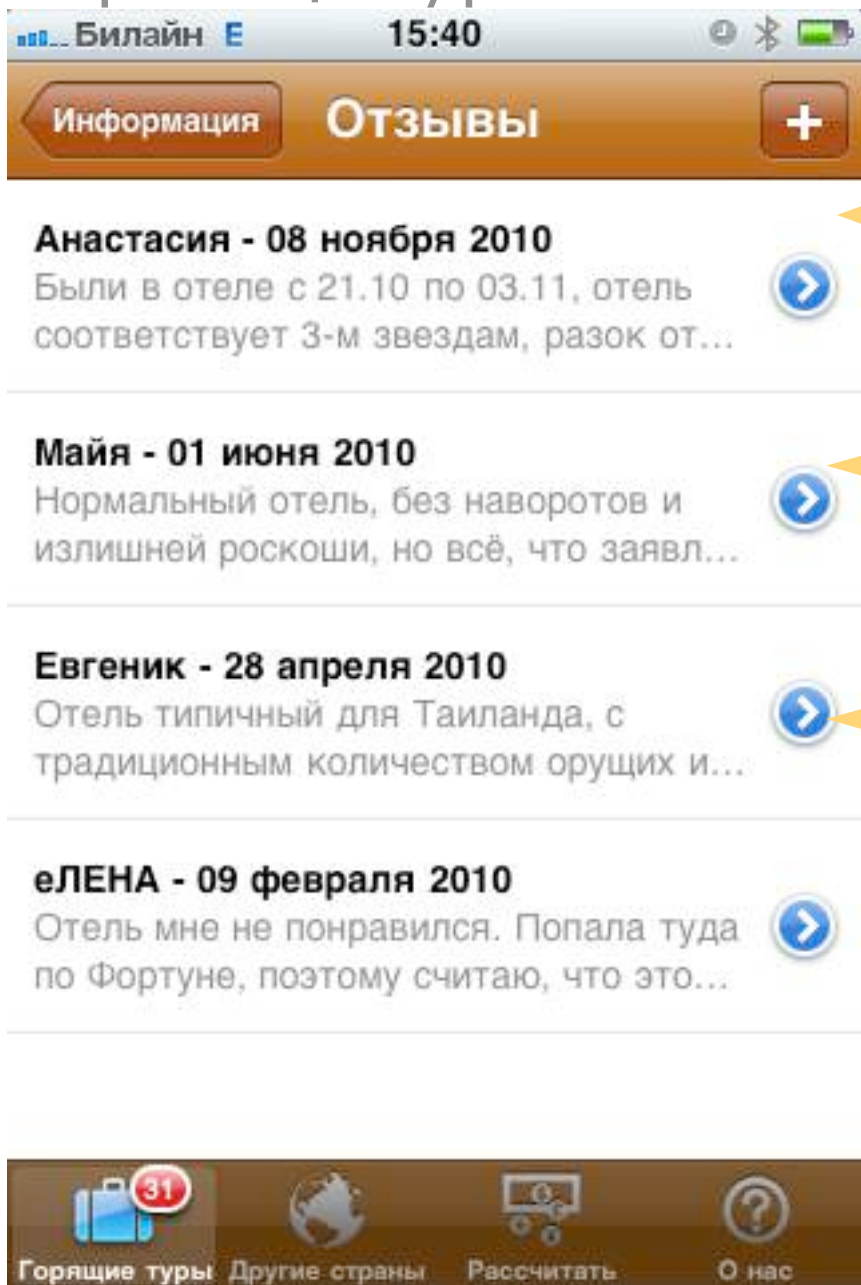 Билайн E 15:40
Информация Отзывы +
Анастасия - 08 ноября 2010
Были в отеле с 21.10 по 03.11, отель
соответствует 3-м звездам, разок от...
Майя - 01 июня 2010
Нормальный отель, без наворотов и
излишней роскоши, но всё, что заявл...
Евгеник - 28 апреля 2010
Отель типичный для Таиланда, с
традиционным количеством орущих и...
еЛЕНА - 09 февраля 2010
Отель мне не понравился. Попала туда
по Фортуне, поэтому считаю, что это...
31
Горящие туры Другие страны Рассчитать О нас